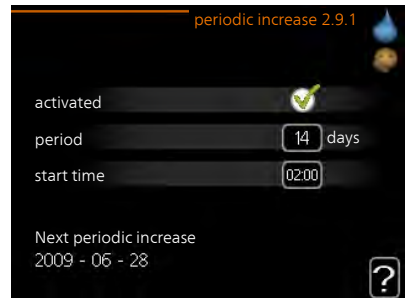 periodic increase 2.9.1
activated
period 14 days
start time 02:00
Next periodic increase
2009 - 06 - 28
?